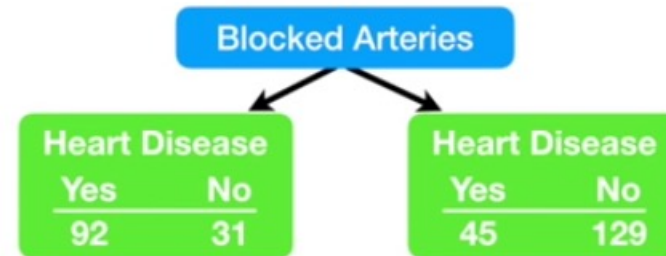 Blocked Arteries
Heart Disease Heart Disease
Yes No Yes No
92 31 45 129